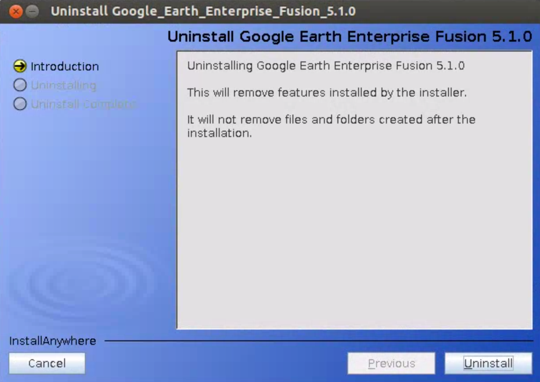 Uninstall Google_Earth_Enterprise_Fusion_5.1.0
Uninstall Google Earth Enterprise Fusion 5.1.0
Introduction
Uninstalling...
Uninstall Complete
Uninstalling Google Earth Enterprise Fusion 5.1.0
This will remove features installed by the installer.
It will not remove files and folders created after the
installation.
InstallAnywhere
Cancel
Previous
Uninstall